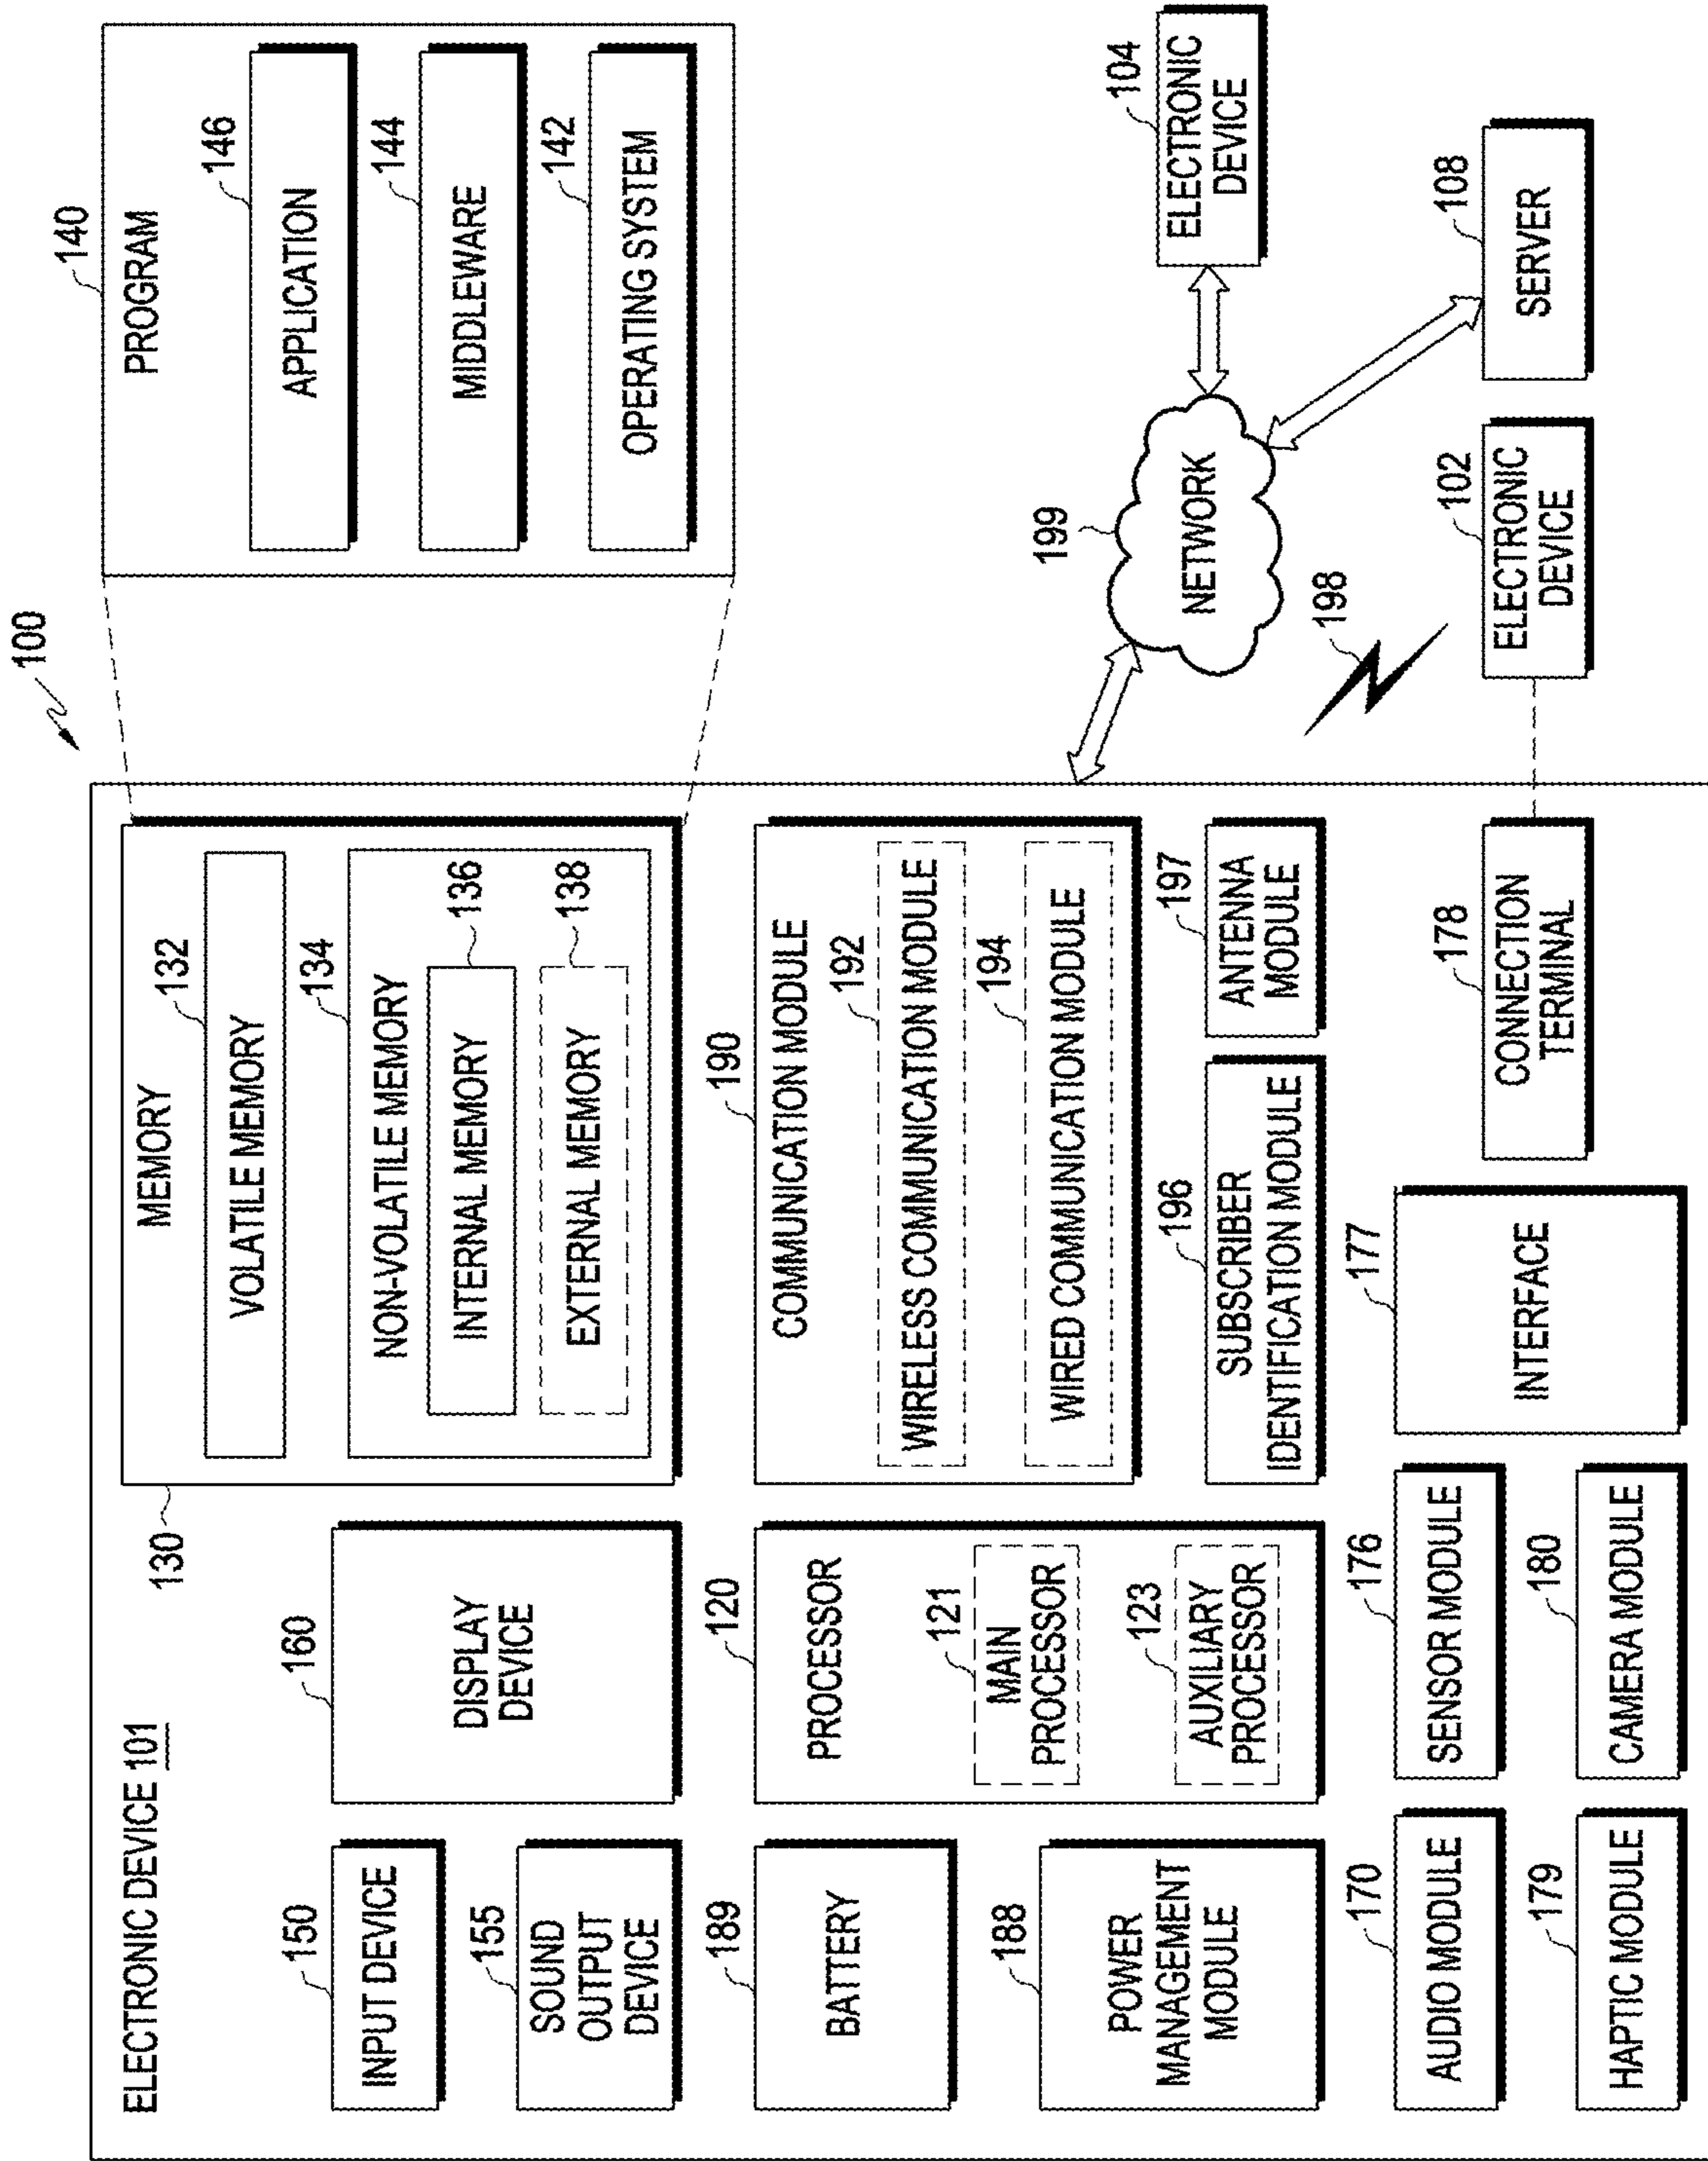 100
ELECTRONIC DEVICE 101
150
INPUT DEVICE
155
SOUND
OUTPUT
DEVICE
160
DISPLAY
DEVICE
130
MEMORY
132
VOLATILE MEMORY
134
NON-VOLATILE MEMORY
136
INTERNAL MEMORY
138
EXTERNAL MEMORY
140
PROGRAM
146
APPLICATION
144
MIDDLEWARE
142
OPERATING SYSTEM
189
BATTERY
188
POWER
MANAGEMENT
MODULE
120
PROCESSOR
121
MAIN
PROCESSOR
123
AUXILIARY
PROCESSOR
190
COMMUNICATION MODULE
192
WIRELESS COMMUNICATION MODULE
194
WIRED COMMUNICATION MODULE
196
SUBSCRIBER
IDENTIFICATION MODULE
197
ANTENNA
MODULE
199
NETWORK
104
ELECTRONIC
DEVICE
198
170
AUDIO MODULE
176
SENSOR MODULE
177
INTERFACE
178
CONNECTION
TERMINAL
102
ELECTRONIC
DEVICE
108
SERVER
179
HAPTIC MODULE
180
CAMERA MODULE